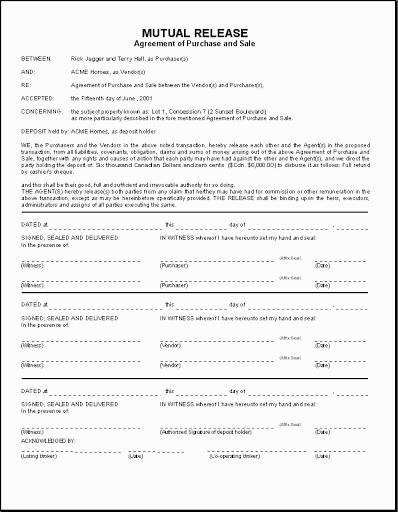 MUTUAL RELEASE
Agreement of Purchase and Sale
BETWEEN: Rick Jagger and Terry Hall, as Purchaser(s)
AND: ACME Homes, as Vendor(s)
RE: Agreement of Purchase and Sale between the Vendor(s) and Purchaser(s),
ACCEPTED: the Fifteenth day of June, 2001
CONCERNING: the subject property known as: Lot 1, Concession 7 (2 Sunset Boulevard)
as more particularly described in the fore mentioned Agreement of Purchase and Sale.
DEPOSIT held by: ACME Homes, as deposit holder
WE, the Purchasers and the Vendors in the above noted transaction, hereby release each other and the Agent(s) in the proposed
transaction, from all liabilities, covenants, obligation, claims and sums of money arising out of the above Agreement of Purchase and
Sale, together with any rights and causes of action that each party may have had against the other and the Agent(s), and we direct the
party holding the deposit of: Six thousand Canadian Dollars and zero cents ($Cdn. $6,000.00) to disburse it as follows: Full refund
by cashier's cheque.
and this shall be their good, full and sufficient and irrevocable authority for so doing.
THE AGENT(S) hereby release(s) both parties from any claim that he/they may have had for commission or other remuneration in the
above transaction, except as may be hereinbefore specifically provided. THE RELEASE shall be binding upon the heirs, executors,
administrators and assigns of all parties executing the same.
DATED at this day of ,
SIGNED, SEALED AND DELIVERED IN WITNESS whereof I have hereunto set my hand and seal:
In the presence of:
(Affix Seal)
(Witness) (Purchaser) (Date)
(Affix Seal)
(Witness) (Purchaser) (Date)
DATED at this day of ,
SIGNED, SEALED AND DELIVERED IN WITNESS whereof I have hereunto set my hand and seal:
In the presence of:
(Affix Seal)
(Witness) (Vendor) (Date)
(Affix Seal)
(Witness) (Vendor) (Date)
DATED at this day of ,
SIGNED, SEALED AND DELIVERED IN WITNESS whereof I have hereunto set my hand and seal:
In the presence of:
(Affix Seal)
(Witness) (Authorized Signature of deposit holder) (Date)
ACKNOWLEDGED BY:
(Listing Broker) (Date) (Co-operating Broker) (Date)